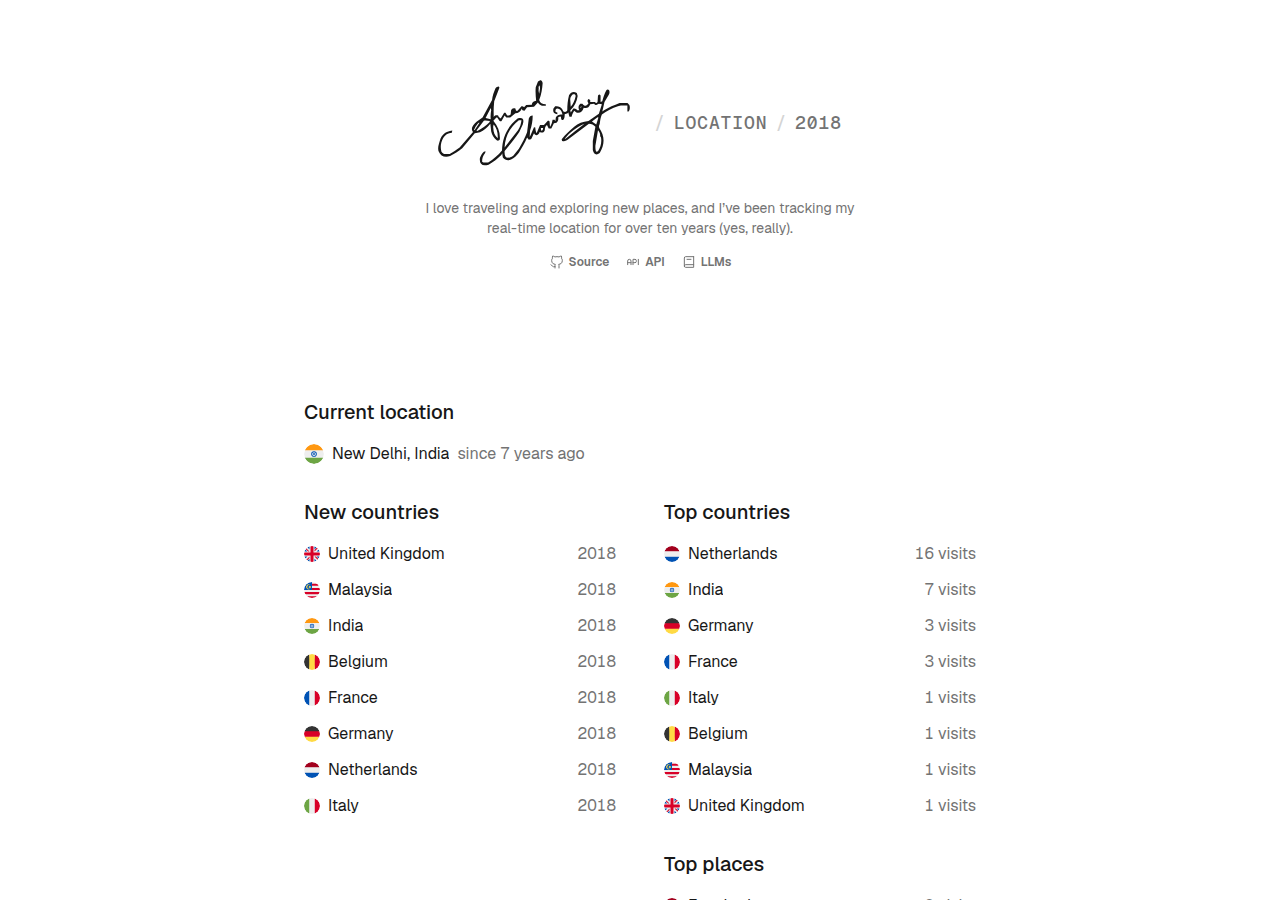 Anand
Chowdhary
/ LOCATION / 2018
I love traveling and exploring new places, and I've been tracking my
real-time location for over ten years (yes, really).
Source API API LLMs
Current location
New Delhi, India since 7 years ago
New countries
United Kingdom 2018
Malaysia 2018
India 2018
Belgium 2018
France 2018
Germany 2018
Netherlands 2018
Italy 2018
Top countries
Netherlands 16 visits
India 7 visits
Germany 3 visits
France 3 visits
Italy 1 visits
Belgium 1 visits
Malaysia 1 visits
United Kingdom 1 visits
Top places